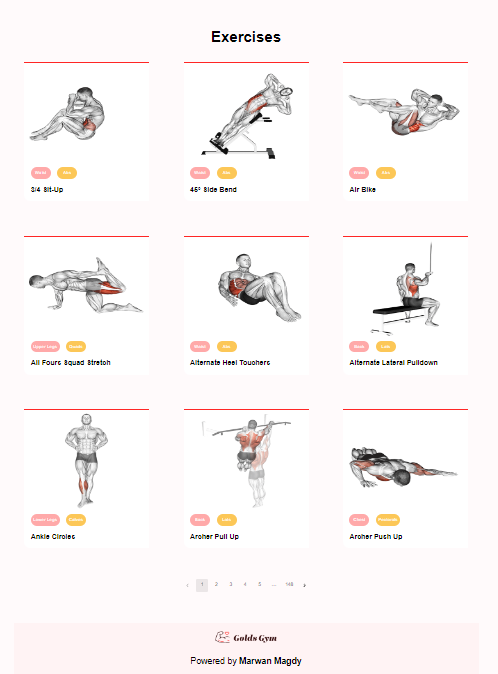 Exercises
Waist Abs
3/4 Sit-Up
Waist Abs
45° Side Bend
Waist Abs
Air Bike
Upper Legs Quads
All Fours Squad Stretch
Waist Abs
Alternate Heel Touchers
Back Lats
Alternate Lateral Pulldown
Lower Legs Calves
Ankle Circles
Back Lats
Archer Pull Up
Chest Pectorals
Archer Push Up
‹ 1 2 3 4 5 ... 148 ›
Golds Gym
Powered by Marwan Magdy